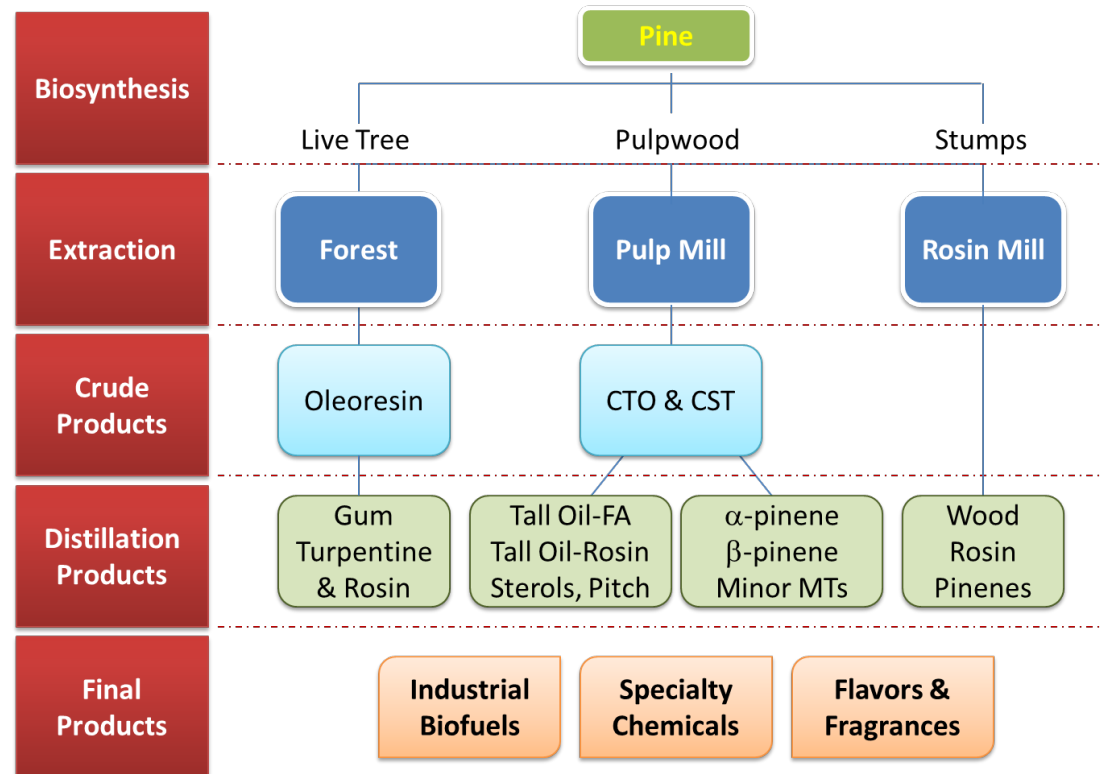 Pine
Biosynthesis
Live Tree
Pulpwood
Stumps
Extraction
Forest
Pulp Mill
Rosin Mill
Crude
Products
Oleoresin
CTO & CST
Distillation
Products
Gum
Turpentine
& Rosin
Tall Oil-FA
Tall Oil-Rosin
Sterols, Pitch
α-pinene
β-pinene
Minor MTs
Wood
Rosin
Pinenes
Final
Products
Industrial
Biofuels
Specialty
Chemicals
Flavors &
Fragrances